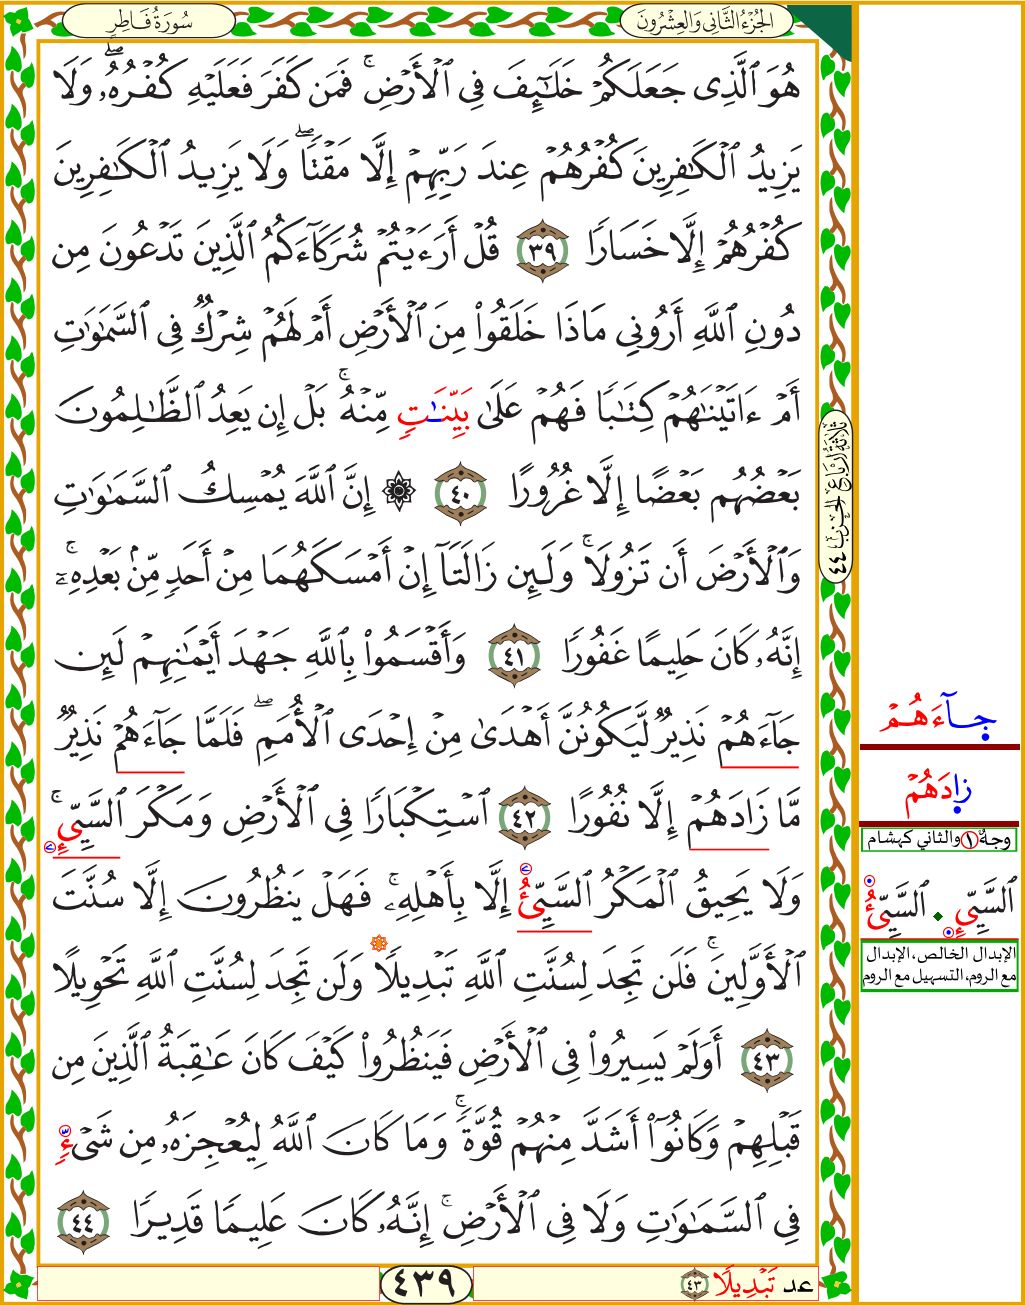 سُورَةُ فَاطِرٍ
الجُزْءُ الثَّانِي وَالعِشْرُونَ
هُوَ ٱلَّذِى جَعَلَكُمْ خَلَٰٓئِفَ فِى ٱلْأَرْضِ ۚ فَمَن كَفَرَ فَعَلَيْهِ كُفْرُهُۥ ۖ وَلَا
يَزِيدُ ٱلْكَٰفِرِينَ كُفْرُهُمْ عِندَ رَبِّهِمْ إِلَّا مَقْتًا ۖ وَلَا يَزِيدُ ٱلْكَٰفِرِينَ
كُفْرُهُمْ إِلَّا خَسَارًا ٣٩ قُلْ أَرَءَيْتُمْ شُرَكَآءَكُمُ ٱلَّذِينَ تَدْعُونَ مِن
دُونِ ٱللَّهِ أَرُونِى مَاذَا خَلَقُوا۟ مِنَ ٱلْأَرْضِ أَمْ لَهُمْ شِرْكٌ فِى ٱلسَّمَٰوَٰتِ
أَمْ ءَاتَيْنَٰهُمْ كِتَٰبًا فَهُمْ عَلَىٰ بَيِّنَٰتٍ مِّنْهُ ۚ بَلْ إِن يَعِدُ ٱلظَّٰلِمُونَ
بَعْضُهُم بَعْضًا إِلَّا غُرُورًا ٤٠ ۞ إِنَّ ٱللَّهَ يُمْسِكُ ٱلسَّمَٰوَٰتِ
وَٱلْأَرْضَ أَن تَزُولَا ۚ وَلَئِن زَالَتَآ إِنْ أَمْسَكَهُمَا مِنْ أَحَدٍ مِّنۢ بَعْدِهِۦٓ ۚ
إِنَّهُۥ كَانَ حَلِيمًا غَفُورًا ٤١ وَأَقْسَمُوا۟ بِٱللَّهِ جَهْدَ أَيْمَٰنِهِمْ لَئِن
جَآءَهُمْ نَذِيرٌ لَّيَكُونُنَّ أَهْدَىٰ مِنْ إِحْدَى ٱلْأُمَمِ ۖ فَلَمَّا جَآءَهُمْ نَذِيرٌ
مَّا زَادَهُمْ إِلَّا نُفُورًا ٤٢ ٱسْتِكْبَارًا فِى ٱلْأَرْضِ وَمَكْرَ ٱلسَّيِّئِ ۚ
وَلَا يَحِيقُ ٱلْمَكْرُ ٱلسَّيِّئُ إِلَّا بِأَهْلِهِۦ ۚ فَهَلْ يَنظُرُونَ إِلَّا سُنَّتَ
ٱلْأَوَّلِينَ ۚ فَلَن تَجِدَ لِسُنَّتِ ٱللَّهِ تَبْدِيلًا وَلَن تَجِدَ لِسُنَّتِ ٱللَّهِ تَحْوِيلًا
٤٣ أَوَلَمْ يَسِيرُوا۟ فِى ٱلْأَرْضِ فَيَنظُرُوا۟ كَيْفَ كَانَ عَٰقِبَةُ ٱلَّذِينَ مِن
قَبْلِهِمْ وَكَانُوٓا۟ أَشَدَّ مِنْهُمْ قُوَّةً ۚ وَمَا كَانَ ٱللَّهُ لِيُعْجِزَهُۥ مِن شَىْءٍ
فِى ٱلسَّمَٰوَٰتِ وَلَا فِى ٱلْأَرْضِ ۚ إِنَّهُۥ كَانَ عَلِيمًا قَدِيرًا ٤٤
ثَلَاثَةُ أَرْبَاعِ الحِزْبِ ٤٤
جَآءَهُمْ
زَادَهُمْ
وجهٌ ١ والثاني كهشام
ٱلسَّيِّئِ ٱلسَّيِّئُ
الإبدال الخالص، الإبدال
مع الروم، التسهيل مع الروم
٤٣٩
عد تَبْدِيلًا ٤٣